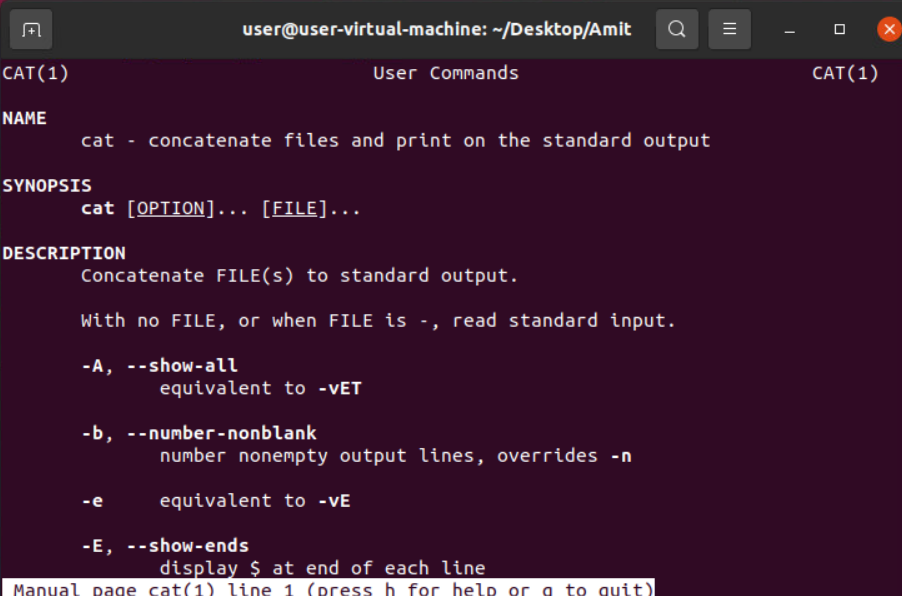 user@user-virtual-machine: ~/Desktop/Amit
CAT(1) User Commands CAT(1)
NAME
cat - concatenate files and print on the standard output
SYNOPSIS
cat [OPTION]... [FILE]...
DESCRIPTION
Concatenate FILE(s) to standard output.
With no FILE, or when FILE is -, read standard input.
-A, --show-all
equivalent to -vET
-b, --number-nonblank
number nonempty output lines, overrides -n
-e equivalent to -vE
-E, --show-ends
display $ at end of each line
Manual page cat(1) line 1 (press h for help or q to quit)